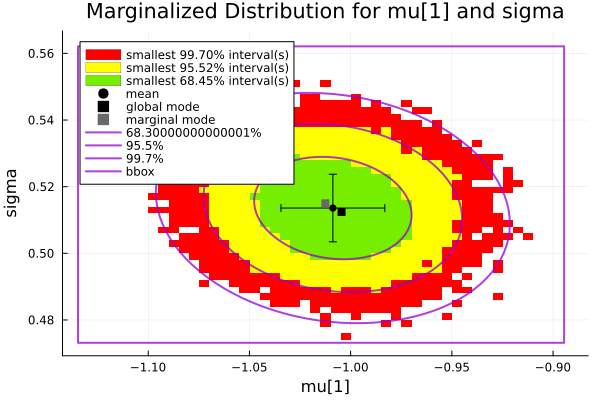 Marginalized Distribution for mu[1] and sigma
smallest 99.70% interval(s)
smallest 95.52% interval(s)
smallest 68.45% interval(s)
mean
global mode
marginal mode
68.30000000000001%
95.5%
99.7%
bbox
0.56
0.54
0.52
0.50
0.48
sigma
−1.10
−1.05
−1.00
−0.95
−0.90
mu[1]